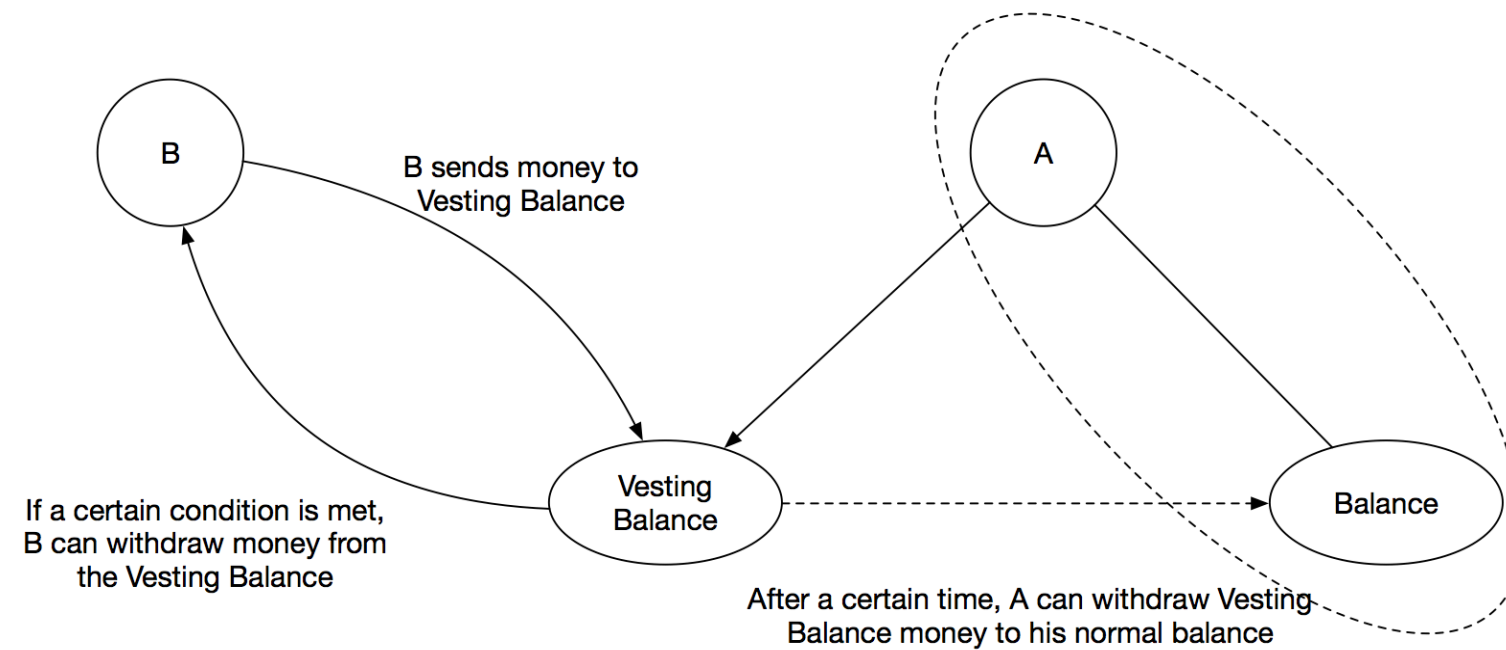 B
A
B sends money to
Vesting Balance
Vesting
Balance
Balance
If a certain condition is met,
B can withdraw money from
the Vesting Balance
After a certain time, A can withdraw Vesting
Balance money to his normal balance